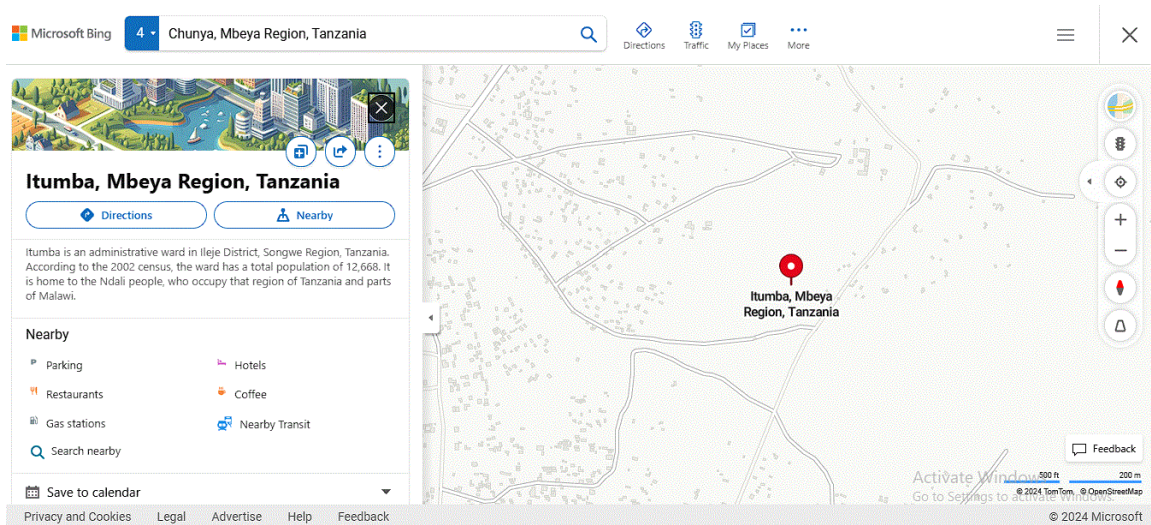 Microsoft Bing
4
Chunya, Mbeya Region, Tanzania
Directions
Traffic
My Places
More
Itumba, Mbeya Region, Tanzania
Directions
Nearby
Itumba is an administrative ward in Ileje District, Songwe Region, Tanzania.
According to the 2002 census, the ward has a total population of 12,668. It
is home to the Ndali people, who occupy that region of Tanzania and parts
of Malawi.
Nearby
P Parking
Hotels
Restaurants
Coffee
Gas stations
Nearby Transit
Search nearby
Save to calendar
Itumba, Mbeya
Region, Tanzania
Feedback
Activate Windows
Go to Settings to activate Windows.
500 ft
200 m
© 2024 TomTom, © OpenStreetMap
Privacy and Cookies
Legal
Advertise
Help
Feedback
© 2024 Microsoft